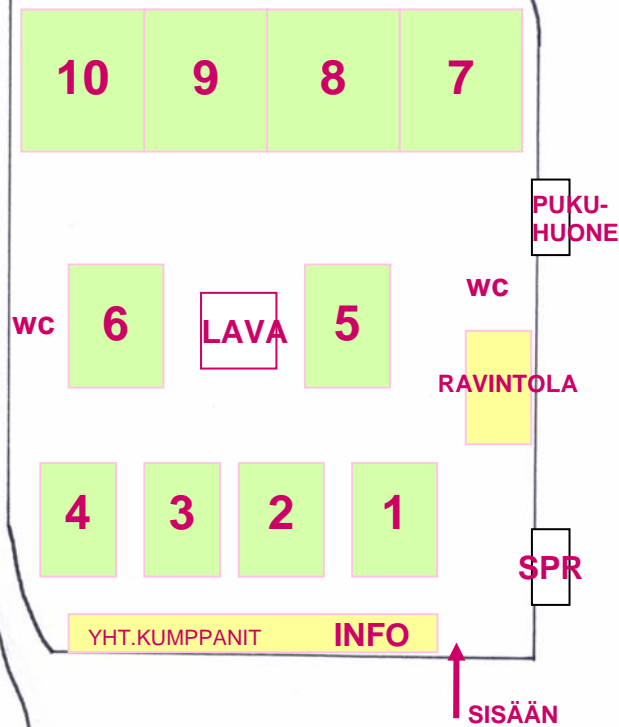 10 9 8 7
PUKU-
HUONE
wc
wc 6 LAVA 5
RAVINTOLA
4 3 2 1
SPR
YHT.KUMPPANIT INFO
SISÄÄN